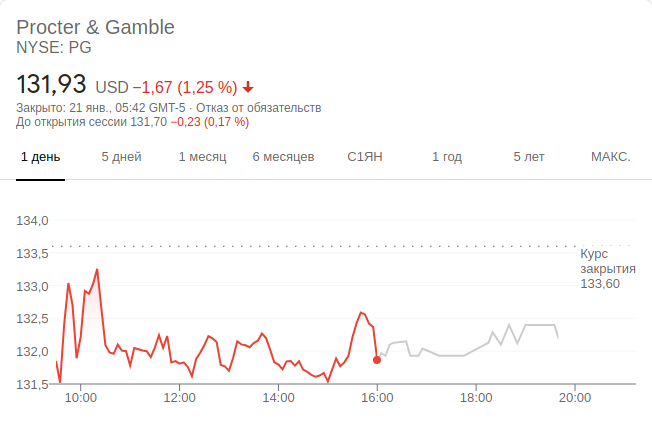 Procter & Gamble
NYSE: PG
131,93 USD −1,67 (1,25 %)
Закрыто: 21 янв., 05:42 GMT-5 · Отказ от обязательств
До открытия сессии 131,70 −0,23 (0,17 %)
1 день 5 дней 1 месяц 6 месяцев С1ЯН 1 год 5 лет МАКС.
134,0
133,5
Курс
закрытия
133,60
133,0
132,5
132,0
131,5
10:00 12:00 14:00 16:00 18:00 20:00